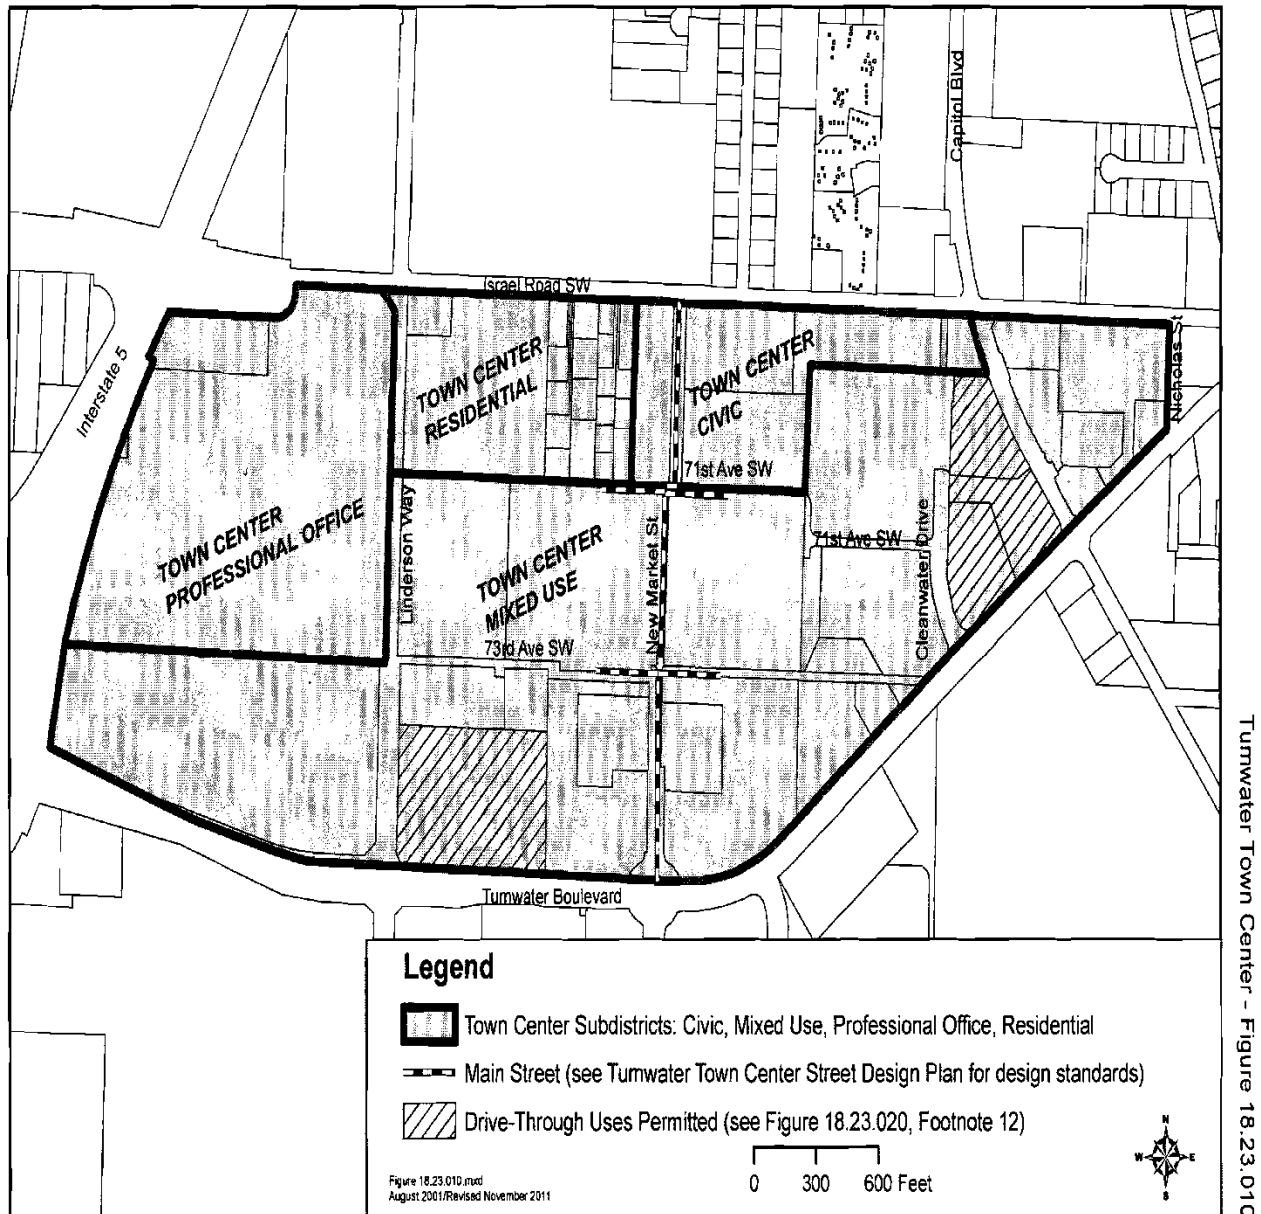 Capitol Blvd
Israel Road SW
Nicholas St
Interstate 5
TOWN CENTER
RESIDENTIAL
TOWN CENTER
CIVIC
71st Ave SW
TOWN CENTER
PROFESSIONAL OFFICE
Linderson Way
TOWN CENTER
MIXED USE
New Market St
71st Ave SW
Cleanwater Drive
73rd Ave SW
Tumwater Boulevard
Tumwater Town Center - Figure 18.23.010
Legend
Town Center Subdistricts: Civic, Mixed Use, Professional Office, Residential
Main Street (see Tumwater Town Center Street Design Plan for design standards)
Drive-Through Uses Permitted (see Figure 18.23.020, Footnote 12)
N
W E
S
0 300 600 Feet
Figure 18.23.010.mxd
August 2001/Revised November 2011